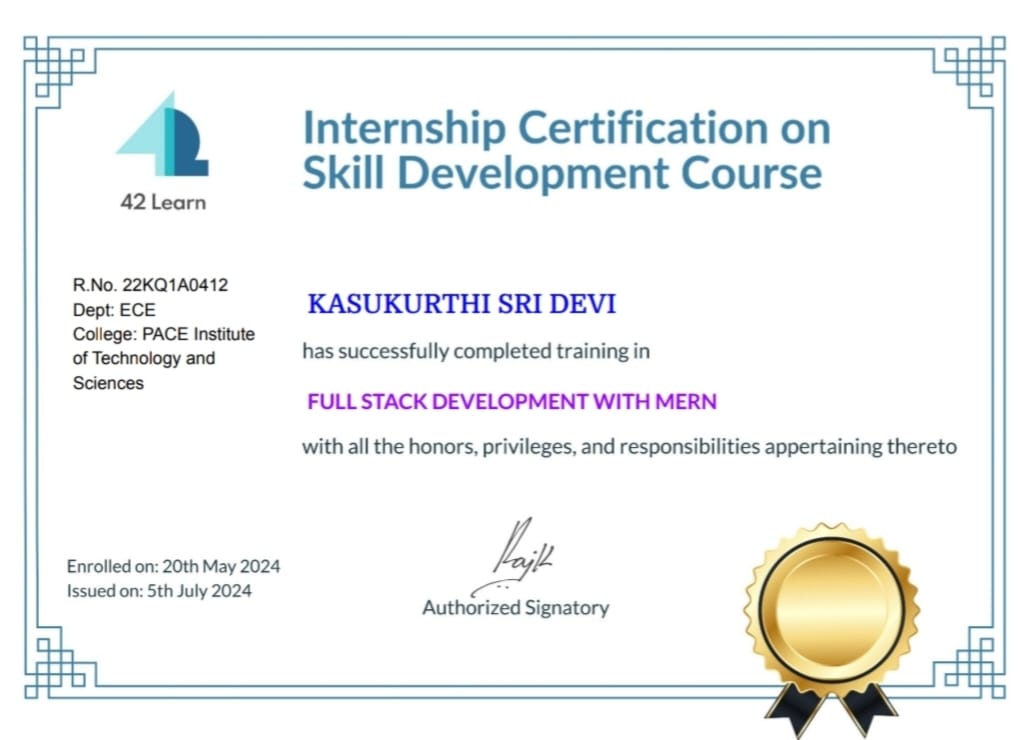 42 Learn
Internship Certification on
Skill Development Course
R.No. 22KQ1A0412
Dept: ECE
College: PACE Institute
of Technology and
Sciences
KASUKURTHI SRI DEVI
has successfully completed training in
FULL STACK DEVELOPMENT WITH MERN
with all the honors, privileges, and responsibilities appertaining thereto
Enrolled on: 20th May 2024
Issued on: 5th July 2024
Authorized Signatory